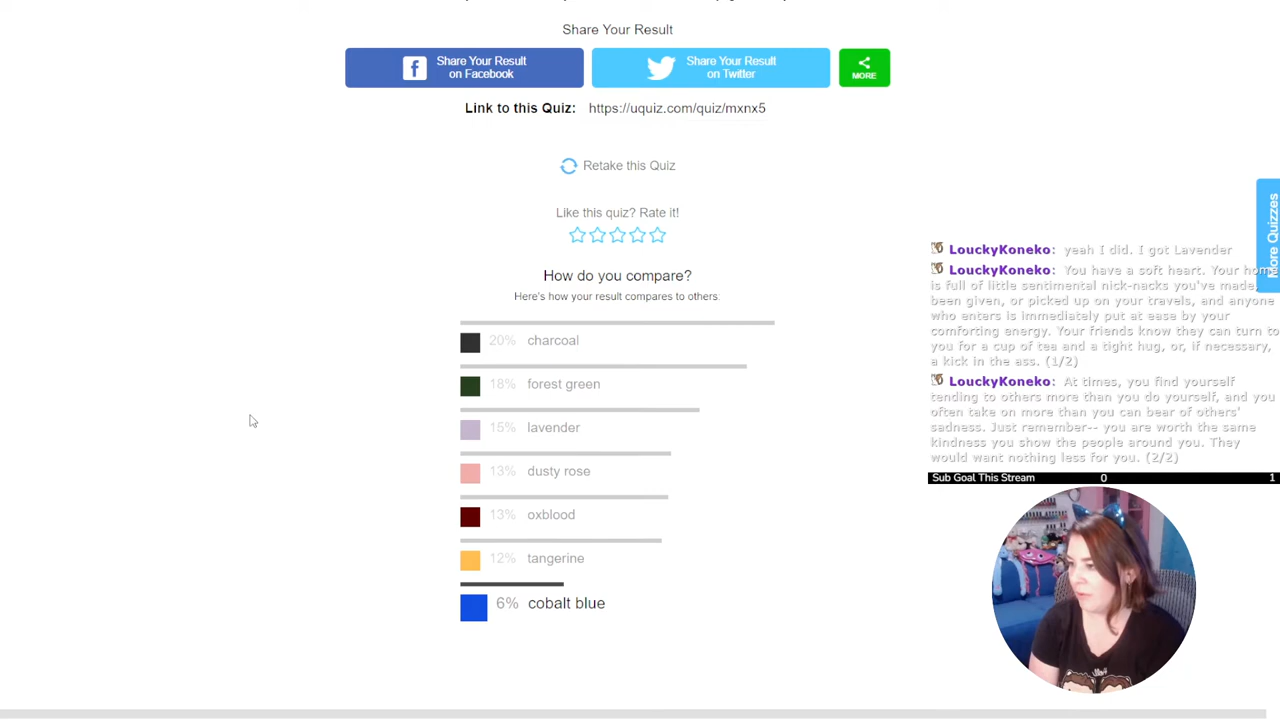 Share Your Result
Share Your Result
on Facebook
Share Your Result
on Twitter
MORE
Link to this Quiz: https://uquiz.com/quiz/mxnx5
Retake this Quiz
Like this quiz? Rate it!
How do you compare?
Here's how your result compares to others:
20% charcoal
18% forest green
15% lavender
13% dusty rose
13% oxblood
12% tangerine
6% cobalt blue
More Quizzes
LouckyKoneko: yeah I did. I got Lavender
LouckyKoneko: You have a soft heart. Your home
is full of little sentimental nick-nacks you've made,
been given, or picked up on your travels, and anyone
who enters is immediately put at ease by your
comforting energy. Your friends know they can turn to
you for a cup of tea and a tight hug, or, if necessary,
a kick in the ass. (1/2)
LouckyKoneko: At times, you find yourself
tending to others more than you do yourself, and you
often take on more than you can bear of others'
sadness. Just remember-- you are worth the same
kindness you show the people around you. They
would want nothing less for you. (2/2)
Sub Goal This Stream 0 1